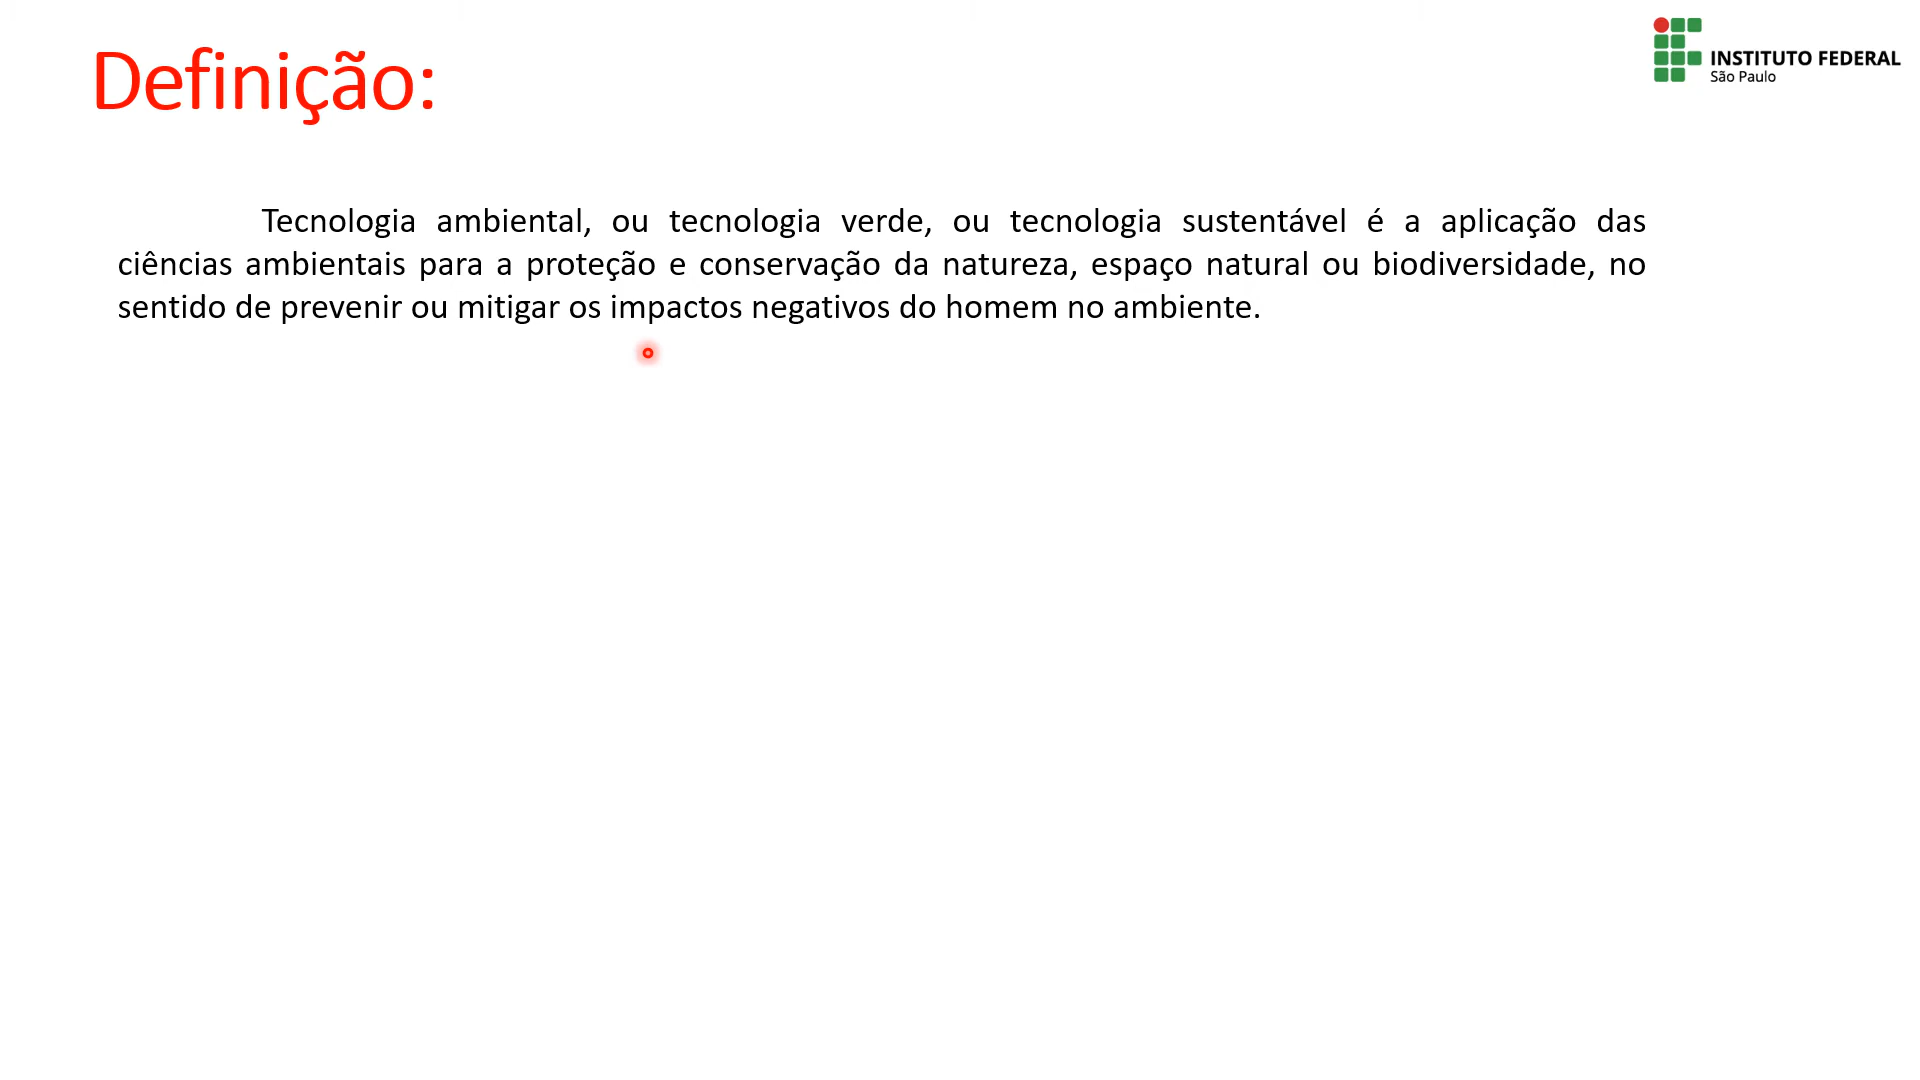 Definição:
INSTITUTO FEDERAL
São Paulo
Tecnologia ambiental, ou tecnologia verde, ou tecnologia sustentável é a aplicação das
ciências ambientais para a proteção e conservação da natureza, espaço natural ou biodiversidade, no
sentido de prevenir ou mitigar os impactos negativos do homem no ambiente.